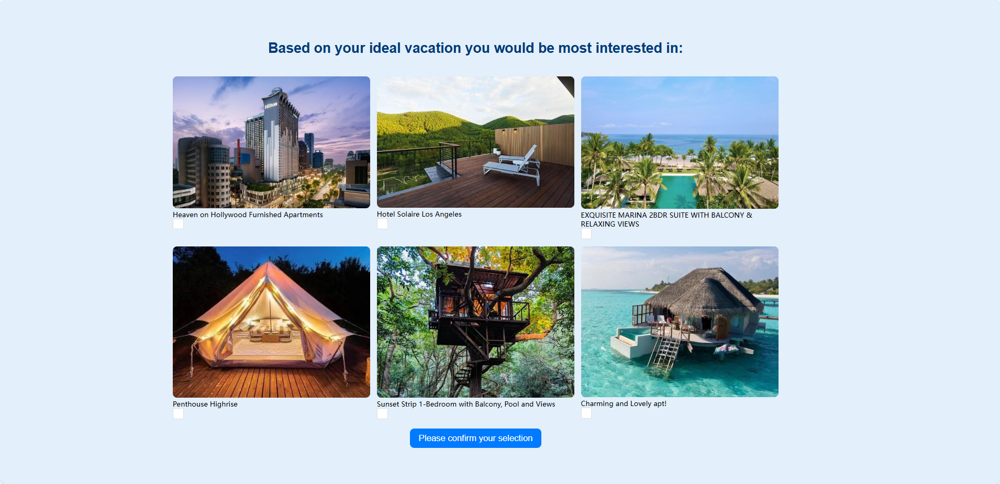 Based on your ideal vacation you would be most interested in:
Hilton
Heaven on Hollywood Furnished Apartments
Hotel Solaire Los Angeles
EXQUISITE MARINA 2BDR SUITE WITH BALCONY &
RELAXING VIEWS
Penthouse Highrise
Sunset Strip 1-Bedroom with Balcony, Pool and Views
Charming and Lovely apt!
Please confirm your selection